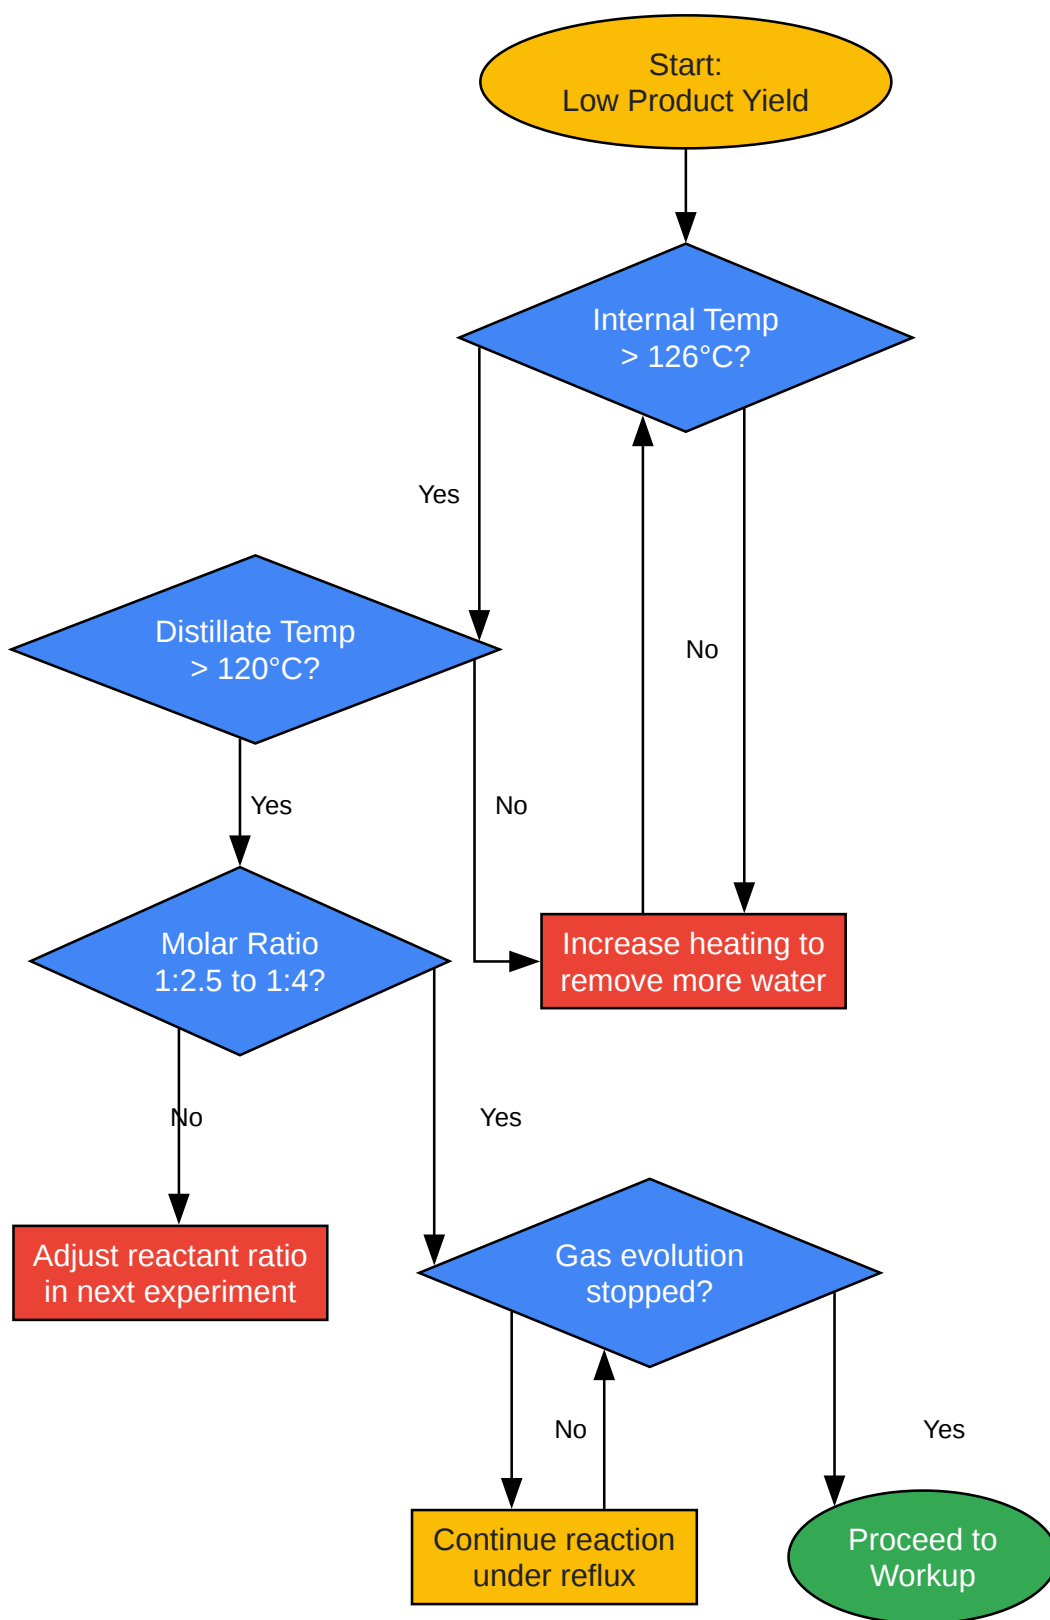 Start:
Low Product Yield
Internal Temp
> 126°C?
Yes
Distillate Temp
> 120°C?
No
Yes
No
Molar Ratio
1:2.5 to 1:4?
Increase heating to
remove more water
No
Yes
Adjust reactant ratio
in next experiment
Gas evolution
stopped?
No
Yes
Continue reaction
under reflux
Proceed to
Workup